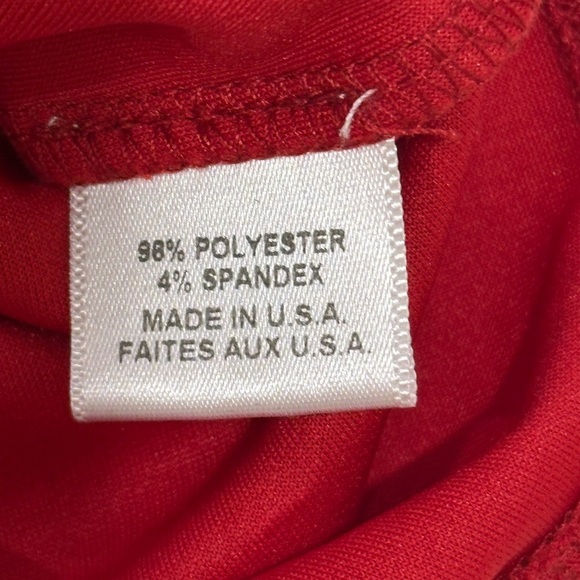 96% POLYESTER
4% SPANDEX
MADE IN U.S.A.
FAITES AUX U.S.A.